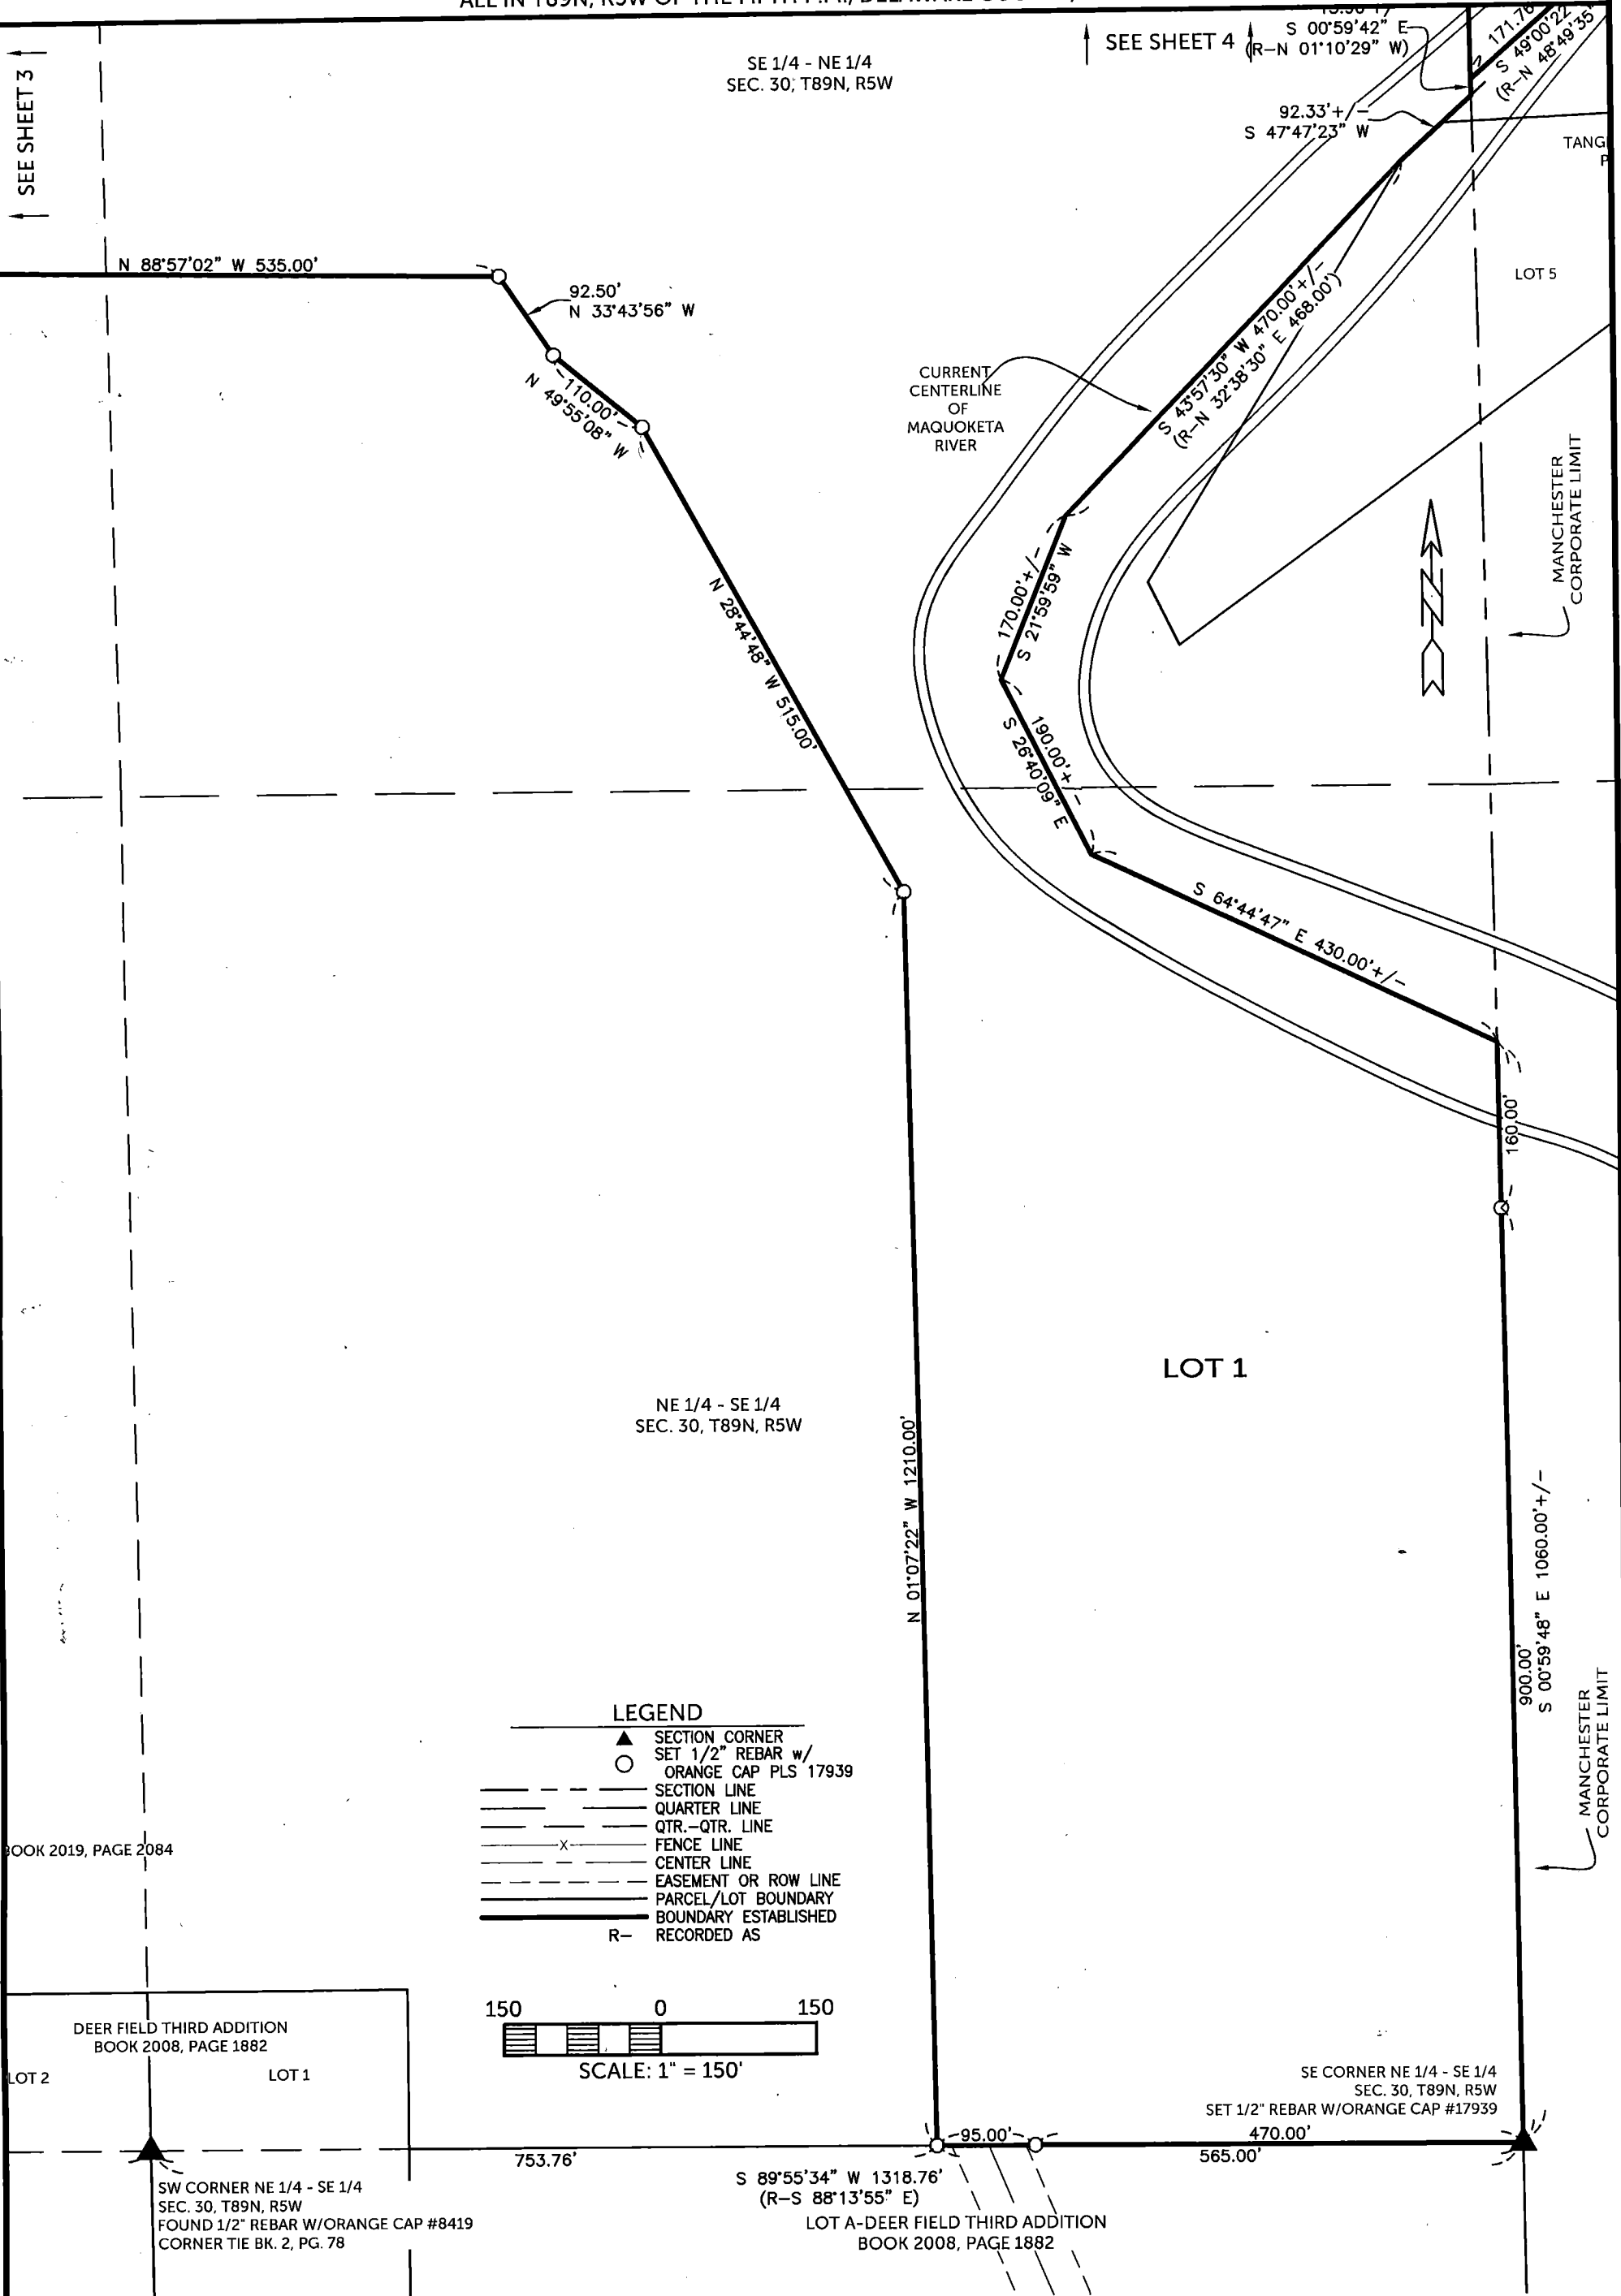 SEE SHEET 3
SE 1/4 - NE 1/4
SEC. 30, T89N, R5W
SEE SHEET 4
S 00°59'42" E
(R-N 01°10'29" W)
171.76
S 49°00'22
(R-N 48°49'35"
92.33'+/-
S 47°47'23" W
LOT 5
N 88°57'02" W 535.00'
92.50'
N 33°43'56" W
110.00'
N 49°55'08" W
S 43°57'30" W 470.00'+/-
(R-N 32°38'30" E 468.00')
CURRENT
CENTERLINE
OF
MAQUOKETA
RIVER
MANCHESTER
CORPORATE LIMIT
N
170.00'+/-
S 21°59'59" W
N 28°44'48" W 515.00'
190.00'+/-
S 26°40'09" E
S 64°44'47" E 430.00'+/-
160.00'
LOT 1
NE 1/4 - SE 1/4
SEC. 30, T89N, R5W
N 01°07'22" W 1210.00'
900.00'
S 00°59'48" E 1060.00'+/-
MANCHESTER
CORPORATE LIMIT
LEGEND
SECTION CORNER
SET 1/2" REBAR w/
ORANGE CAP PLS 17939
SECTION LINE
QUARTER LINE
QTR.-QTR. LINE
X FENCE LINE
CENTER LINE
EASEMENT OR ROW LINE
PARCEL/LOT BOUNDARY
BOUNDARY ESTABLISHED
R- RECORDED AS
BOOK 2019, PAGE 2084
150 0 150
SCALE: 1" = 150'
DEER FIELD THIRD ADDITION
BOOK 2008, PAGE 1882
LOT 2 LOT 1
SE CORNER NE 1/4 - SE 1/4
SEC. 30, T89N, R5W
SET 1/2" REBAR W/ORANGE CAP #17939
95.00' 470.00'
753.76' 565.00'
S 89°55'34" W 1318.76'
(R-S 88°13'55" E)
SW CORNER NE 1/4 - SE 1/4
SEC. 30, T89N, R5W
FOUND 1/2" REBAR W/ORANGE CAP #8419
CORNER TIE BK. 2, PG. 78
LOT A-DEER FIELD THIRD ADDITION
BOOK 2008, PAGE 1882